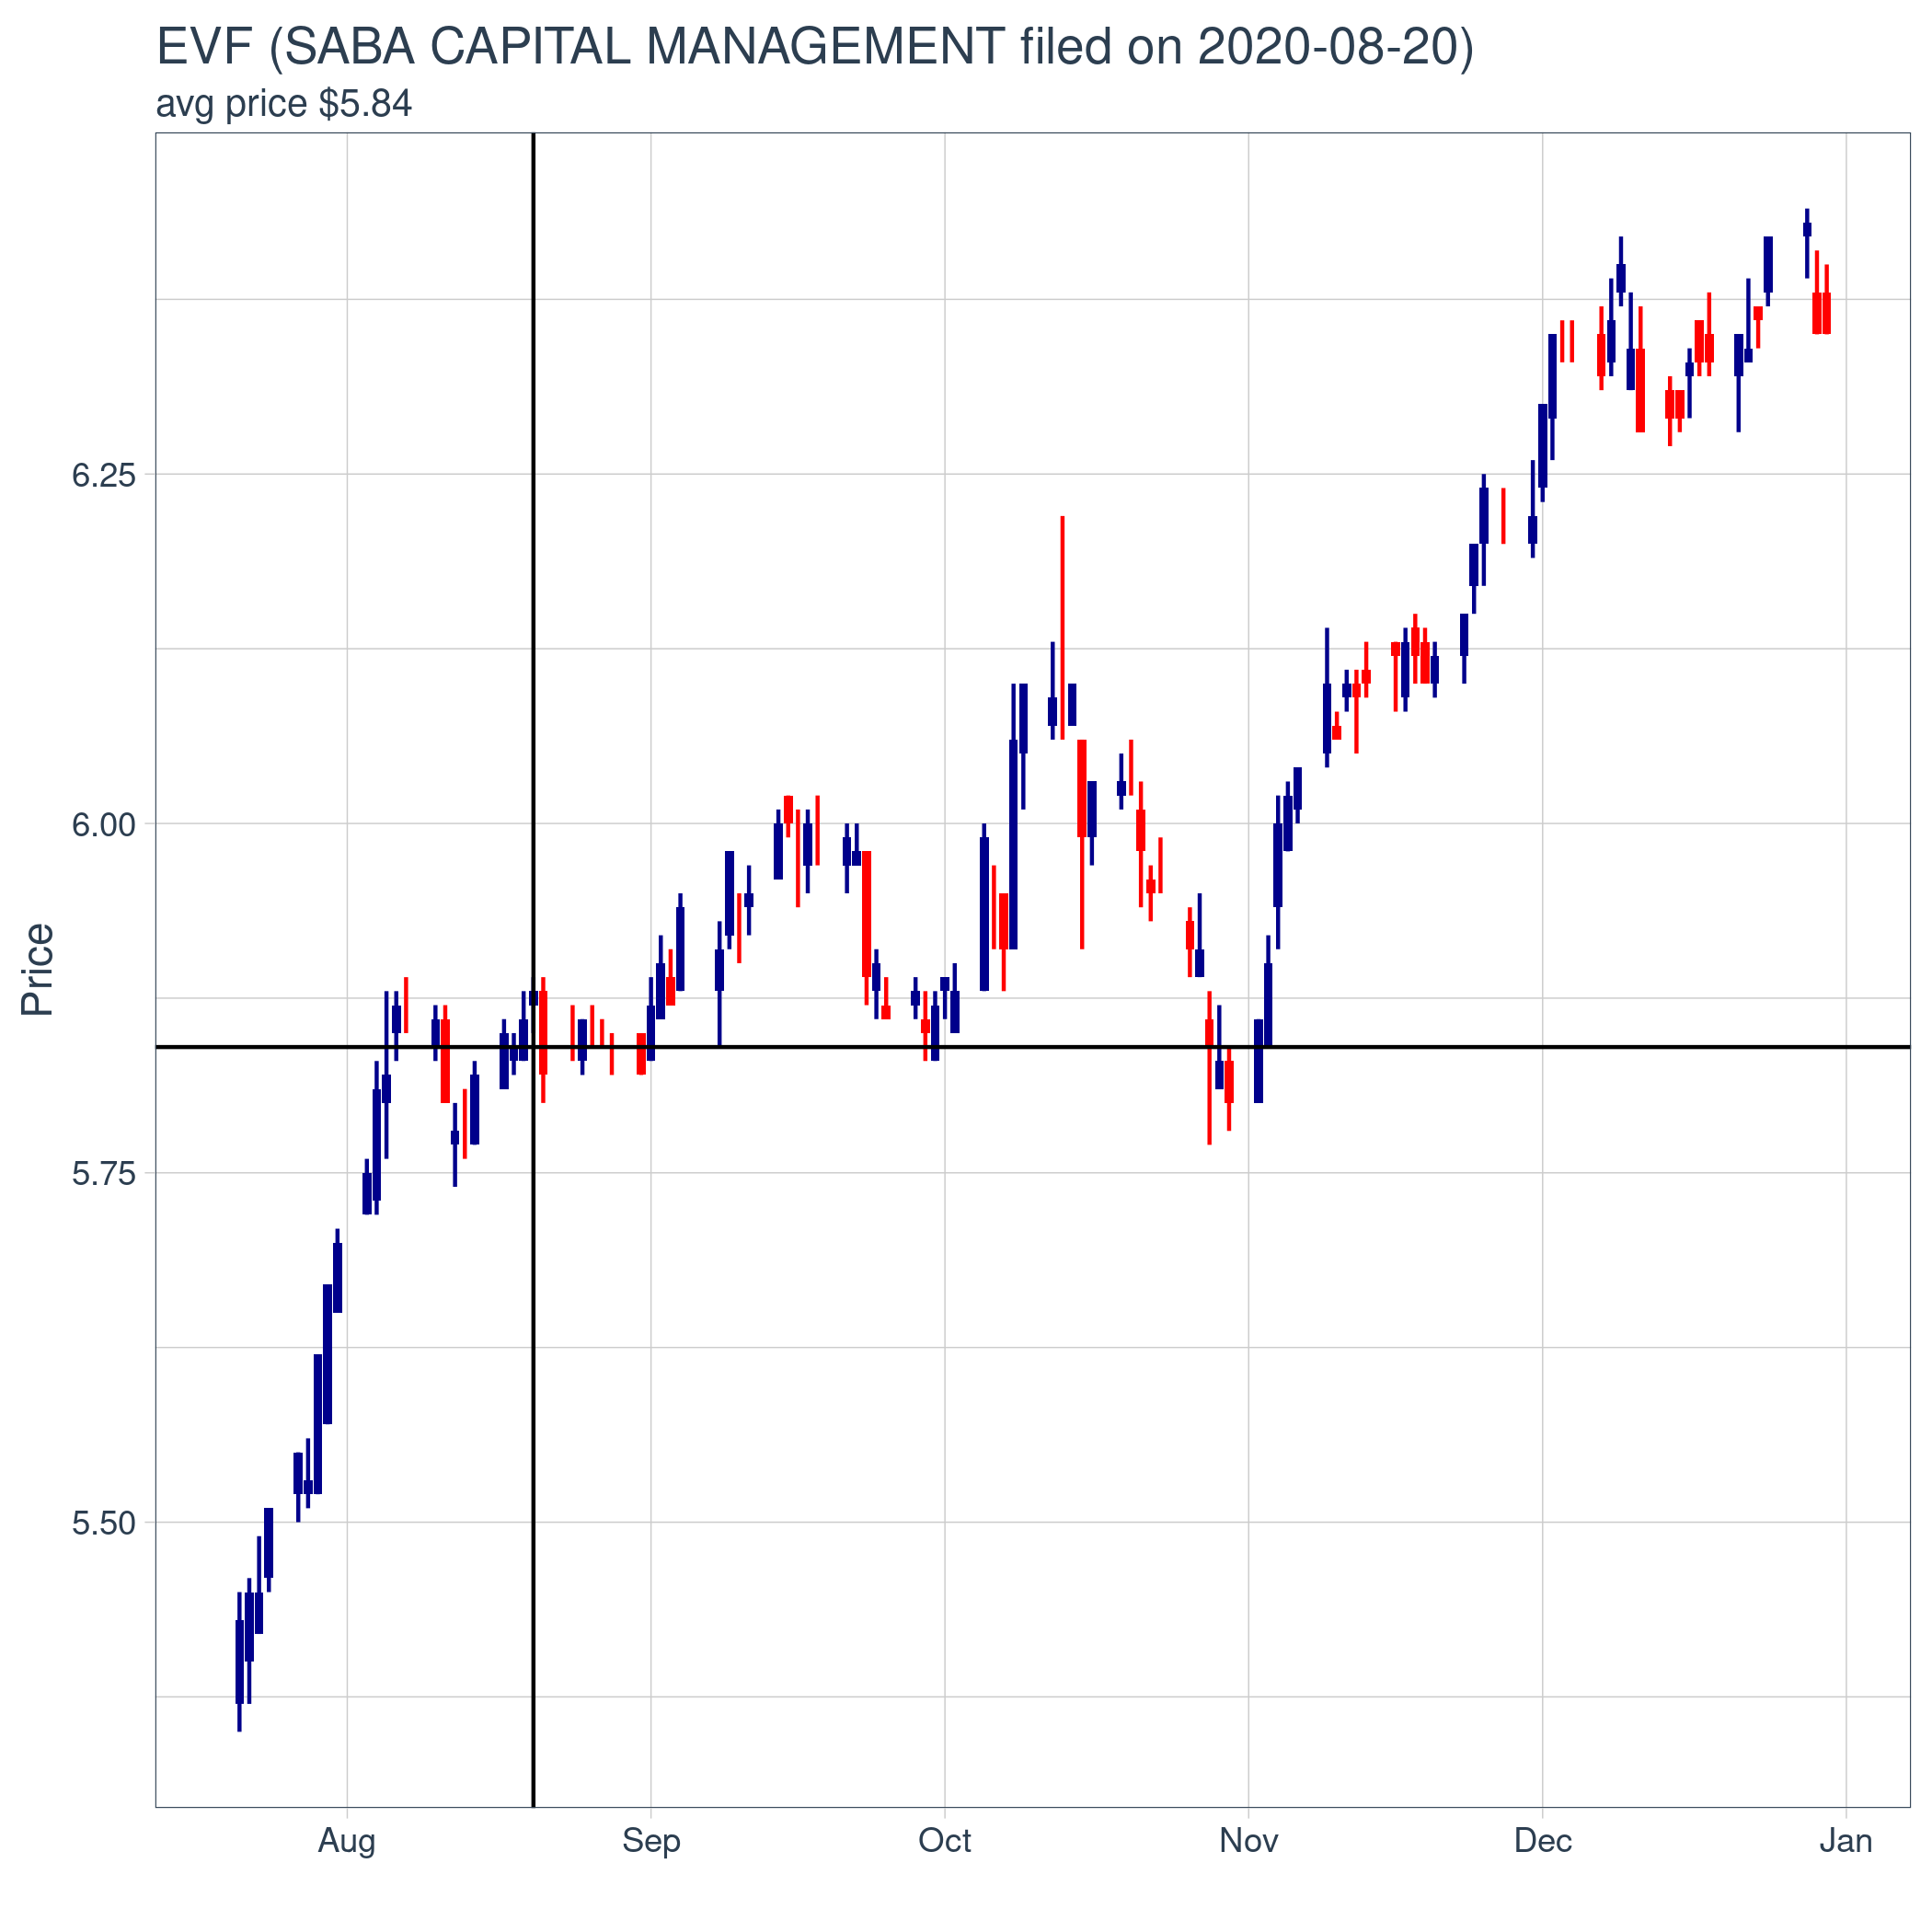 EVF (SABA CAPITAL MANAGEMENT filed on 2020-08-20)
avg price $5.84
Price
6.25
6.00
5.75
5.50
Aug Sep Oct Nov Dec Jan